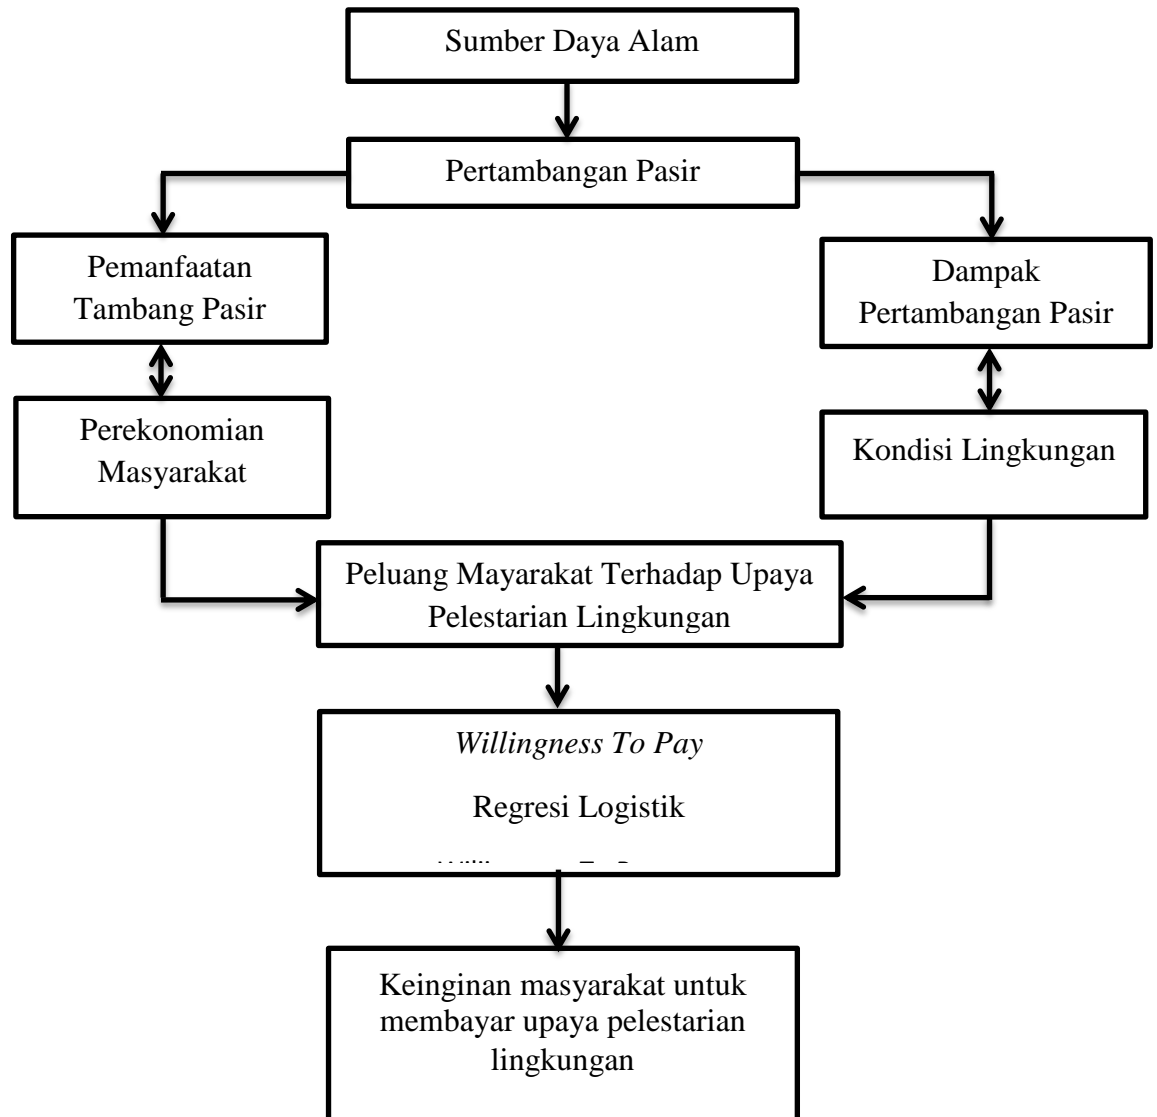 Sumber Daya Alam
Pertambangan Pasir
Pemanfaatan
Tambang Pasir
Dampak
Pertambangan Pasir
Perekonomian
Masyarakat
Kondisi Lingkungan
Peluang Mayarakat Terhadap Upaya
Pelestarian Lingkungan
Willingness To Pay
Regresi Logistik
Keinginan masyarakat untuk
membayar upaya pelestarian
lingkungan